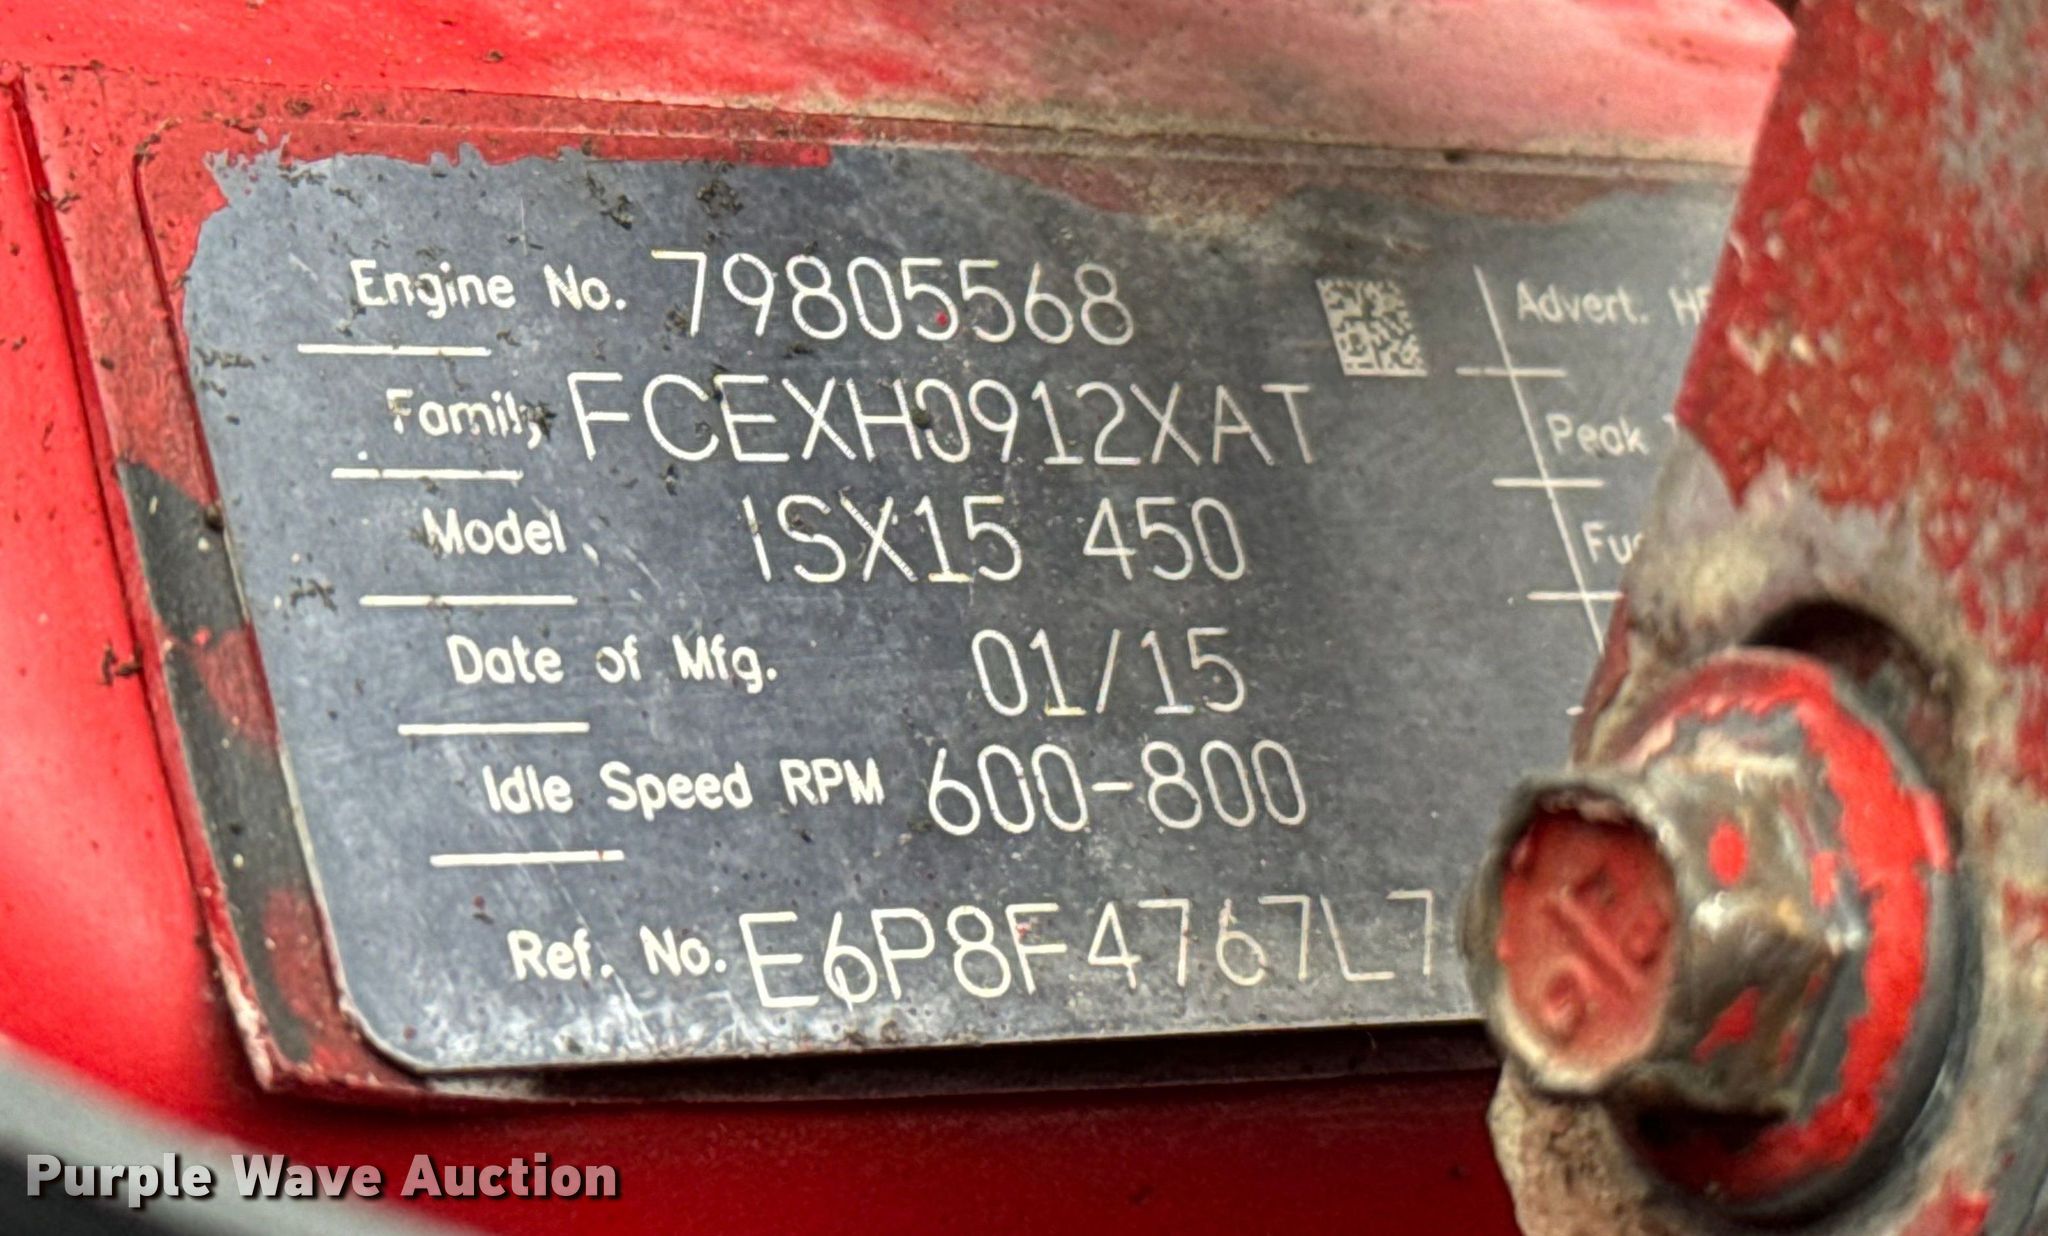 Engine No. 79805568
Family FCEXH0912XAT
Model ISX15 450
Date of Mfg. 01/15
Idle Speed RPM 600-800
Ref. No. E6P8F4767L7
Advert.
Peak
Purple Wave Auction